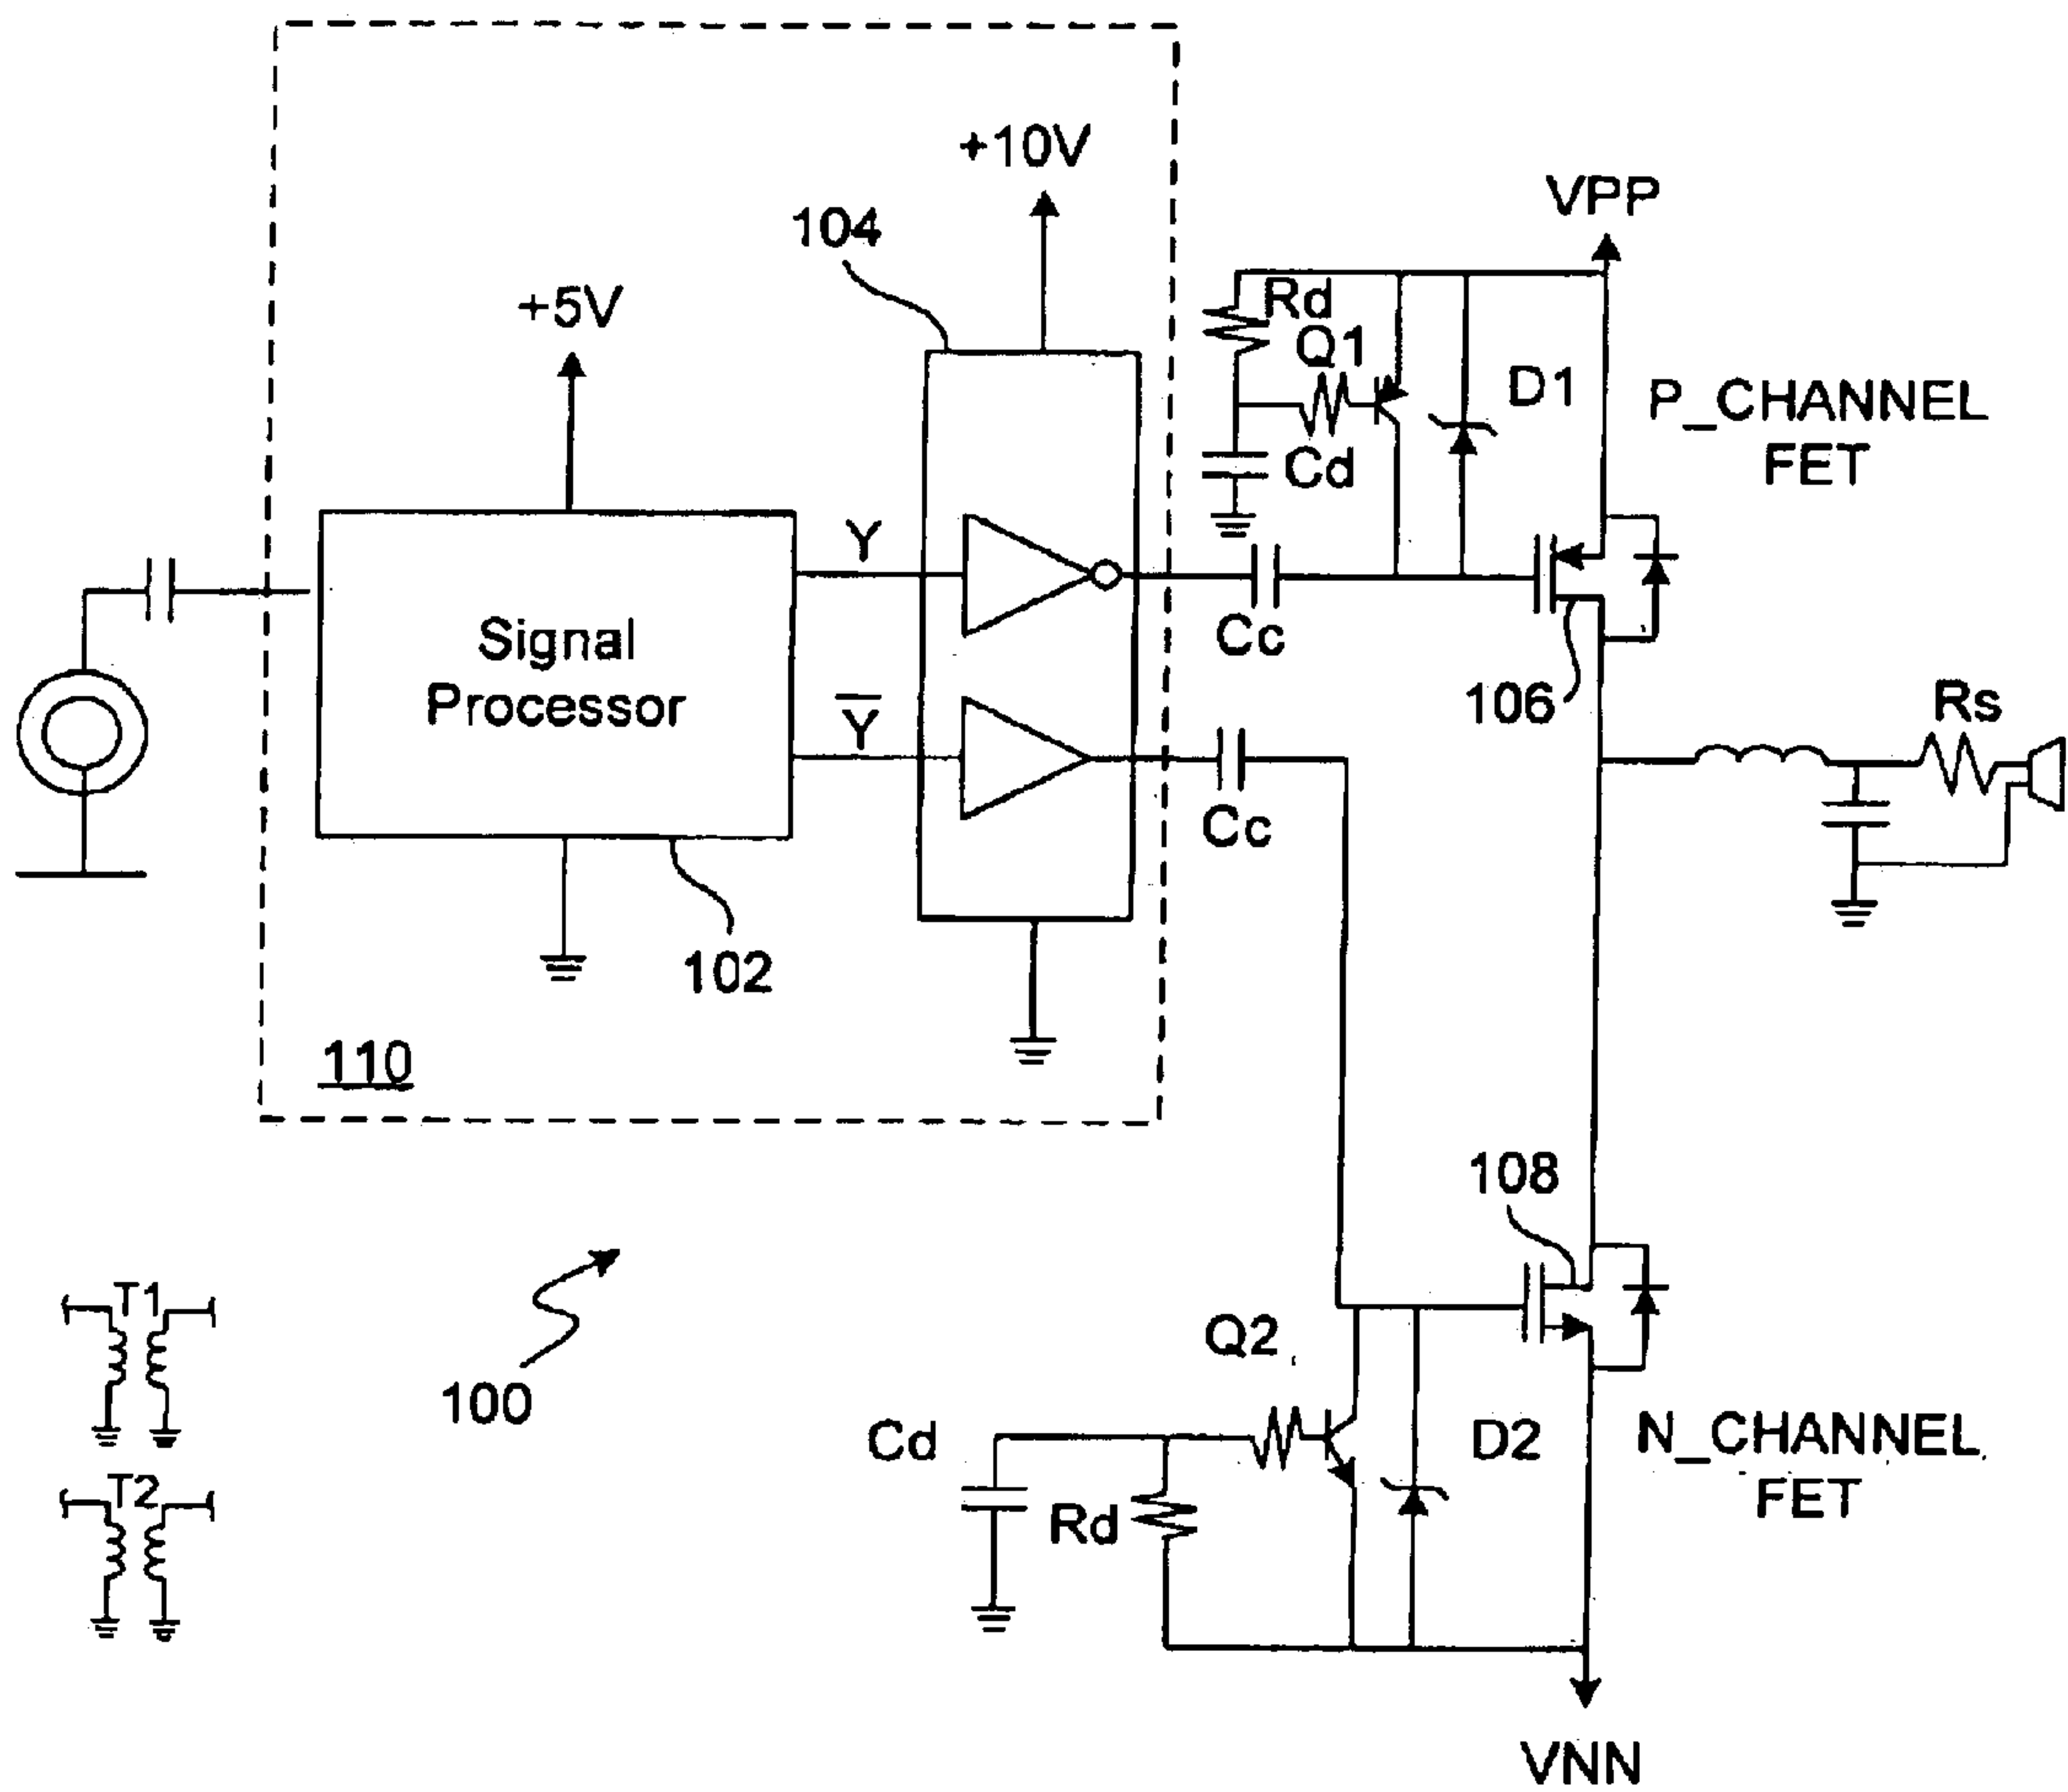 +10V
VPP
104
+5V
Rd
Q1
D1
P_CHANNEL
FET
Cd
Y
Signal
Processor
Cc
106
Rs
Y̅
Cc
102
110
108
T1
Q2
100
Cd
D2
N_CHANNEL
FET
T2
Rd
VNN